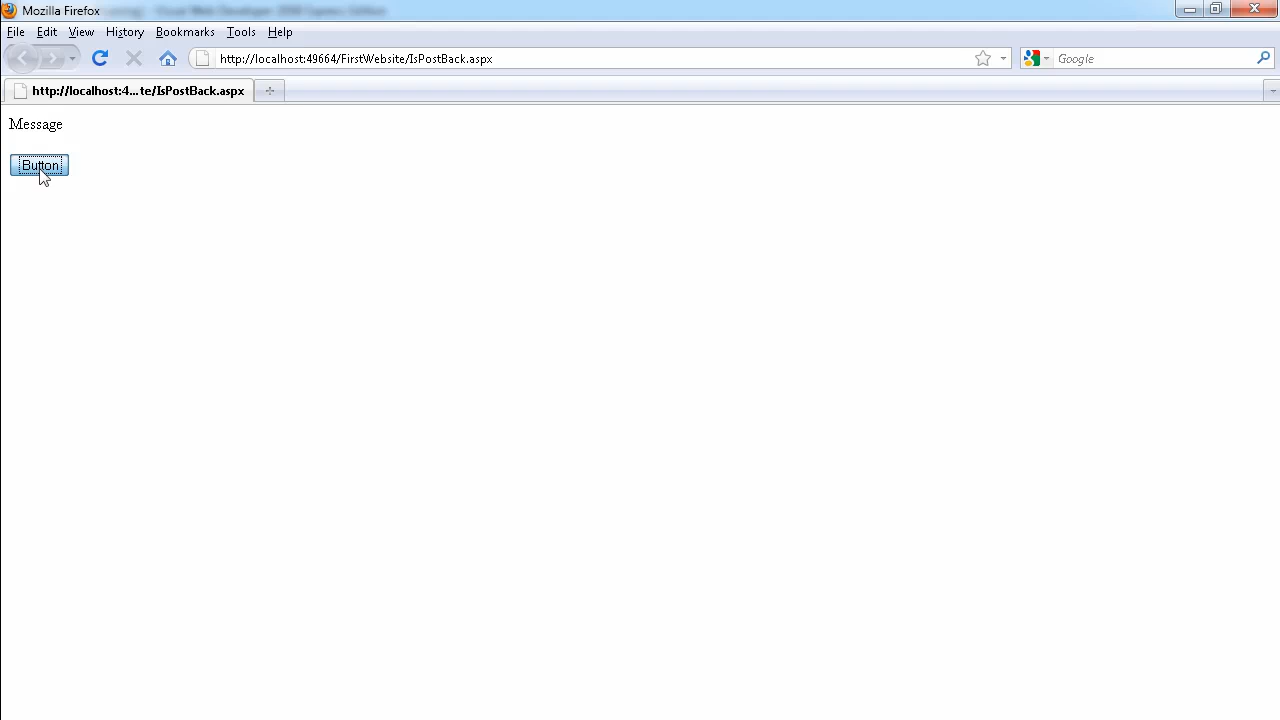 Mozilla Firefox
File Edit View History Bookmarks Tools Help
http://localhost:49664/FirstWebsite/IsPostBack.aspx
Google
http://localhost:4...te/IsPostBack.aspx
Message
Button